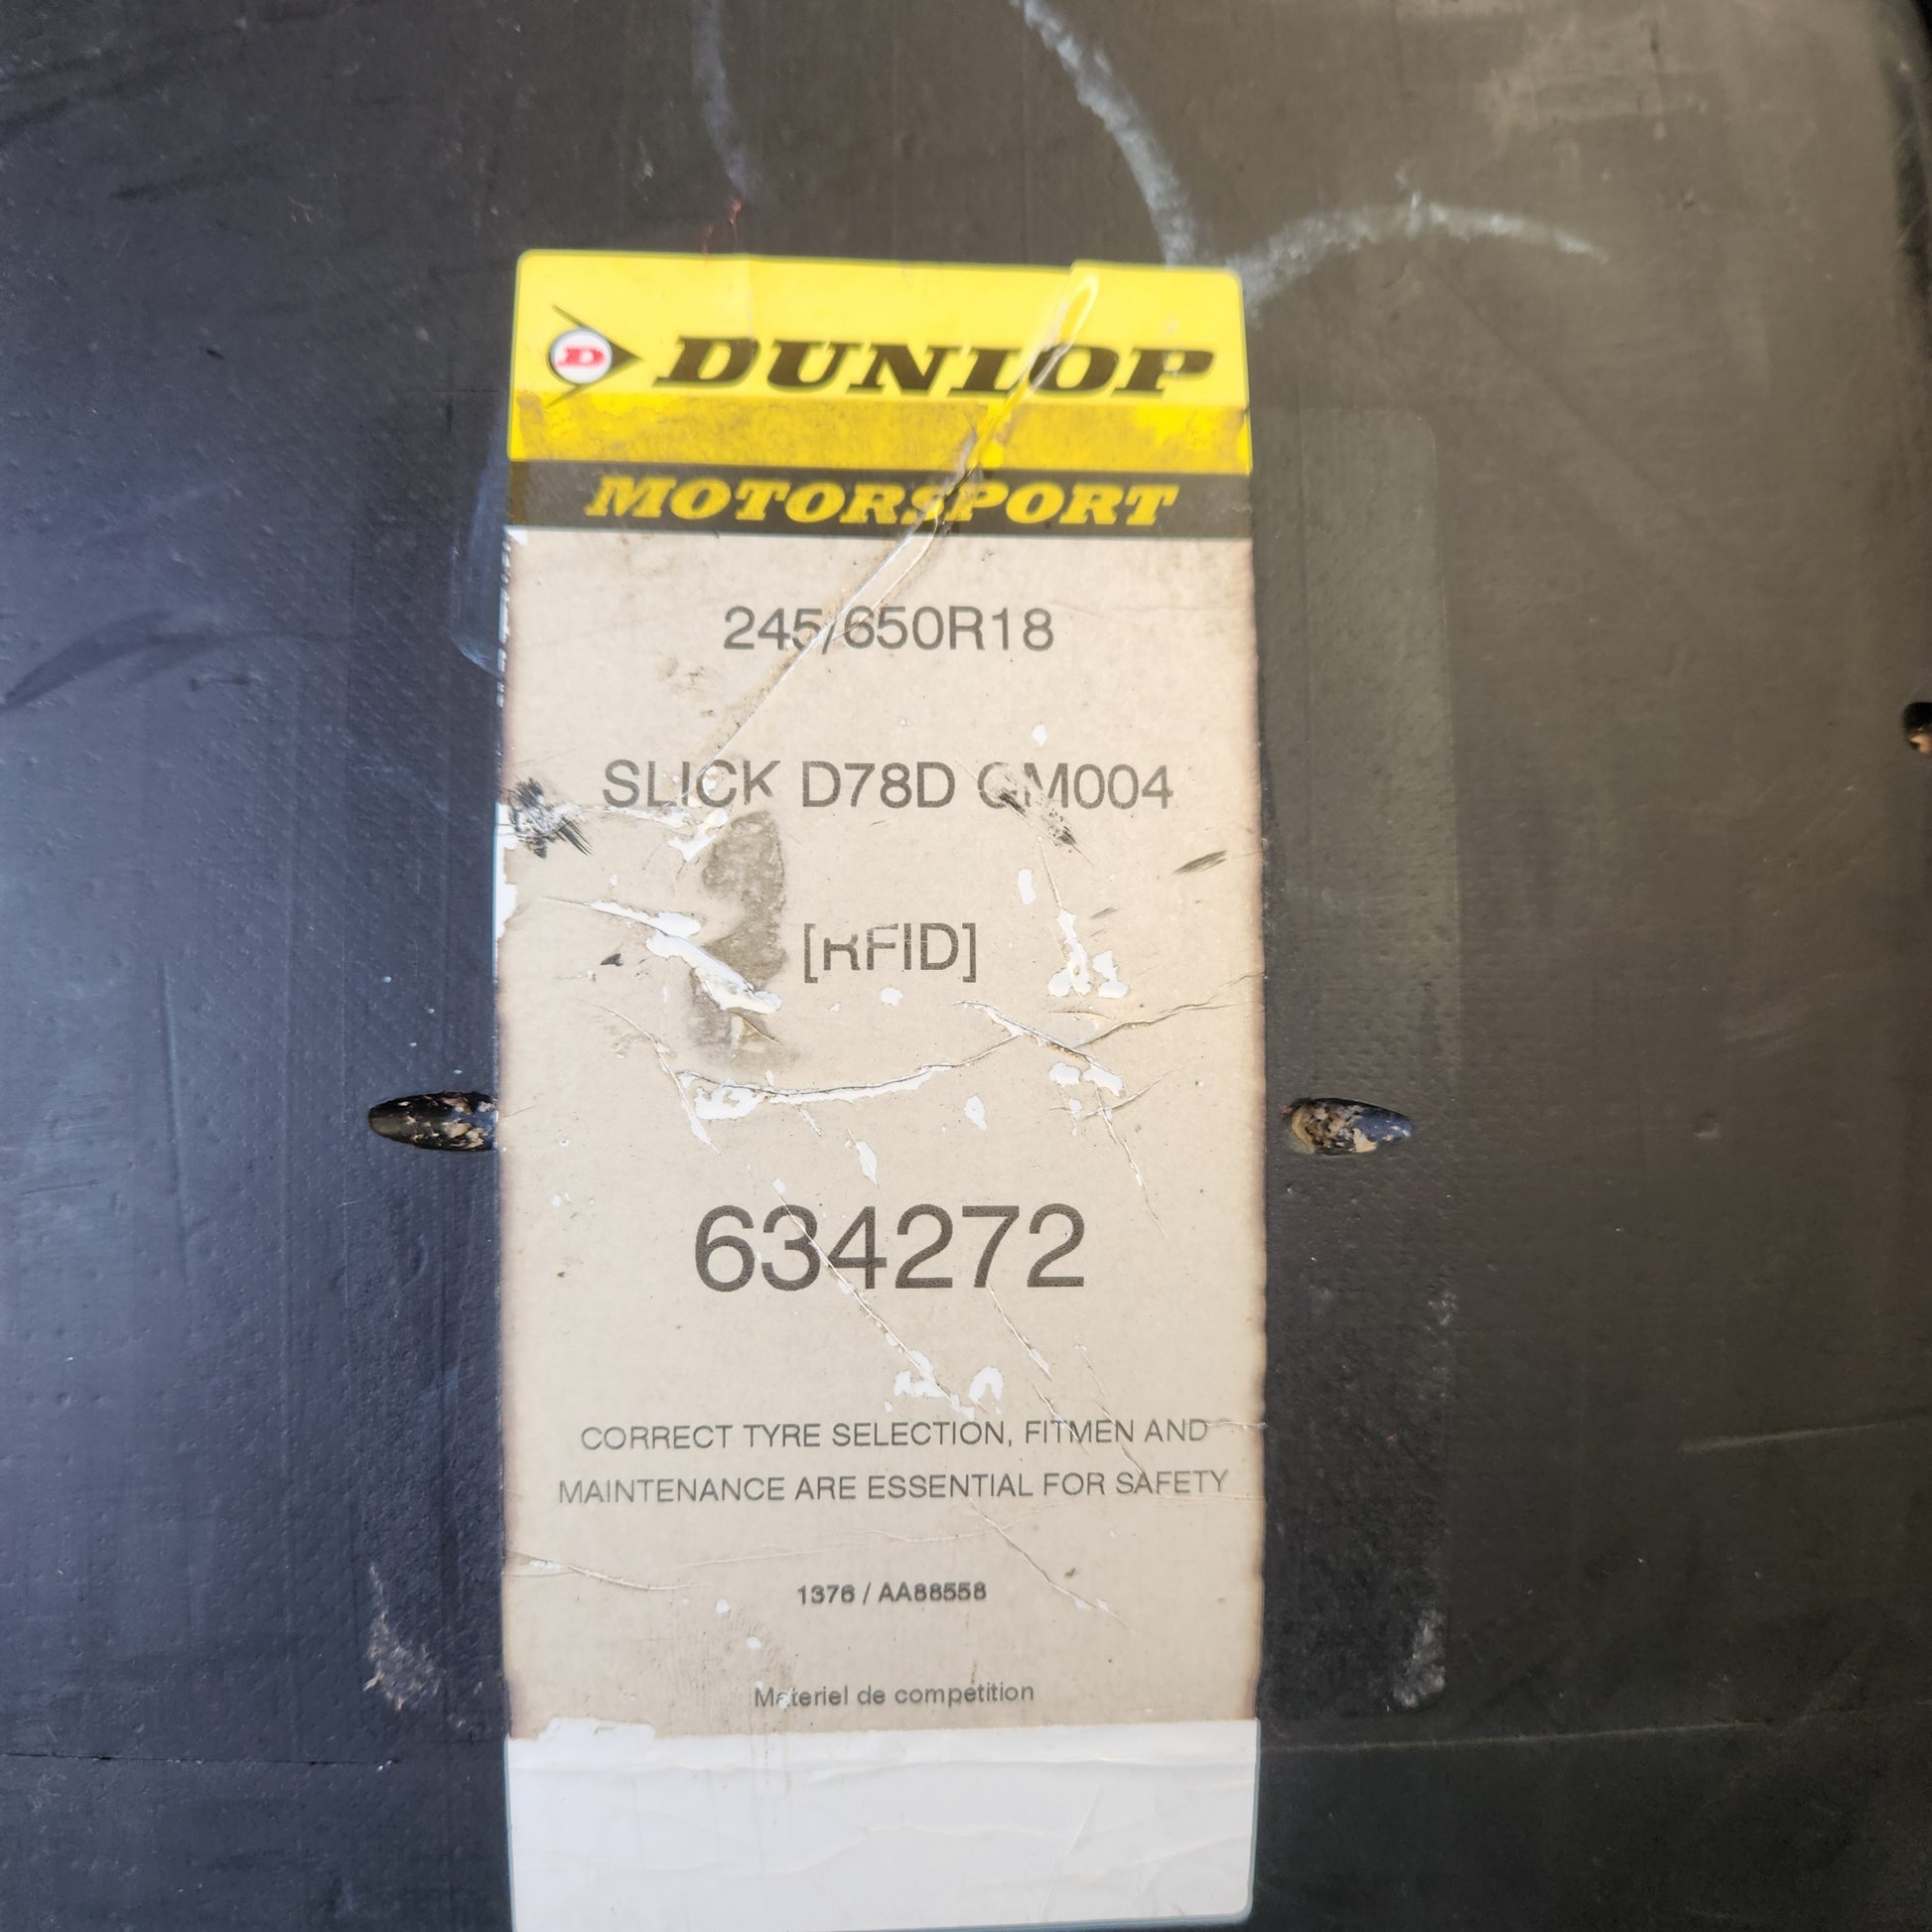 D DUNLOP
MOTORSPORT
245/650R18
SLICK D78D GM004
[RFID]
634272
CORRECT TYRE SELECTION, FITMEN AND
MAINTENANCE ARE ESSENTIAL FOR SAFETY
1376 / AA88558
Materiel de competition